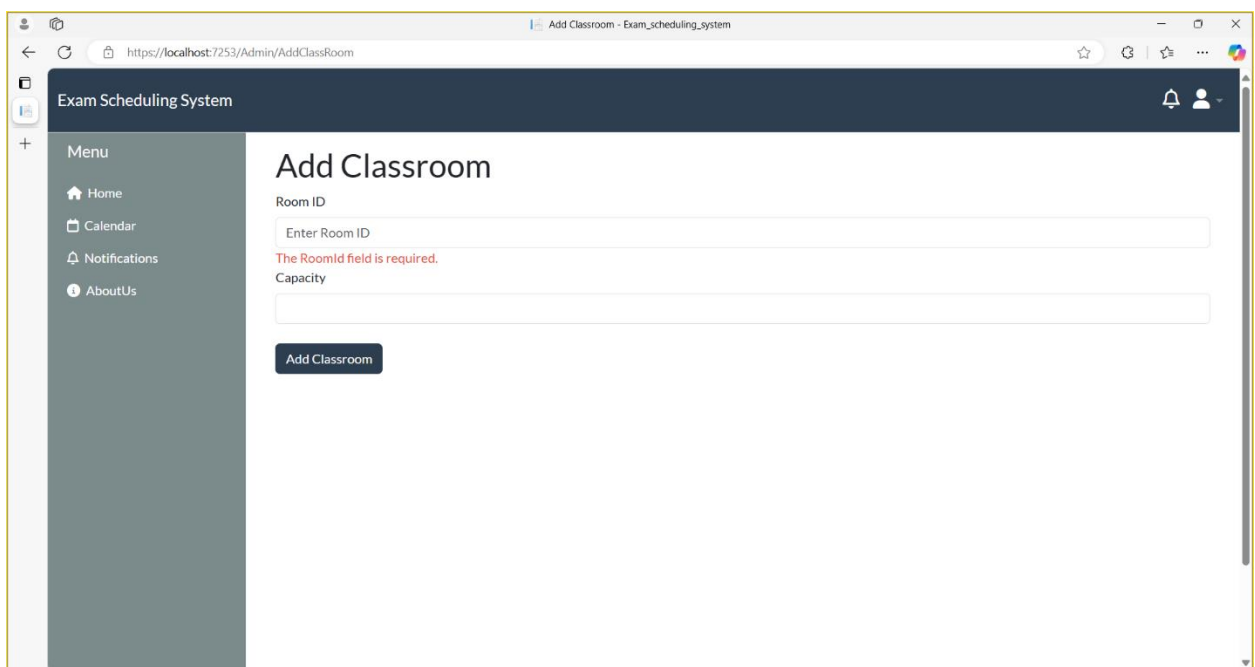 Add Classroom - Exam_scheduling_system
https://localhost:7253/Admin/AddClassRoom
Exam Scheduling System
Menu
Home
Calendar
Notifications
AboutUs
Add Classroom
Room ID
Enter Room ID
The RoomId field is required.
Capacity
Add Classroom